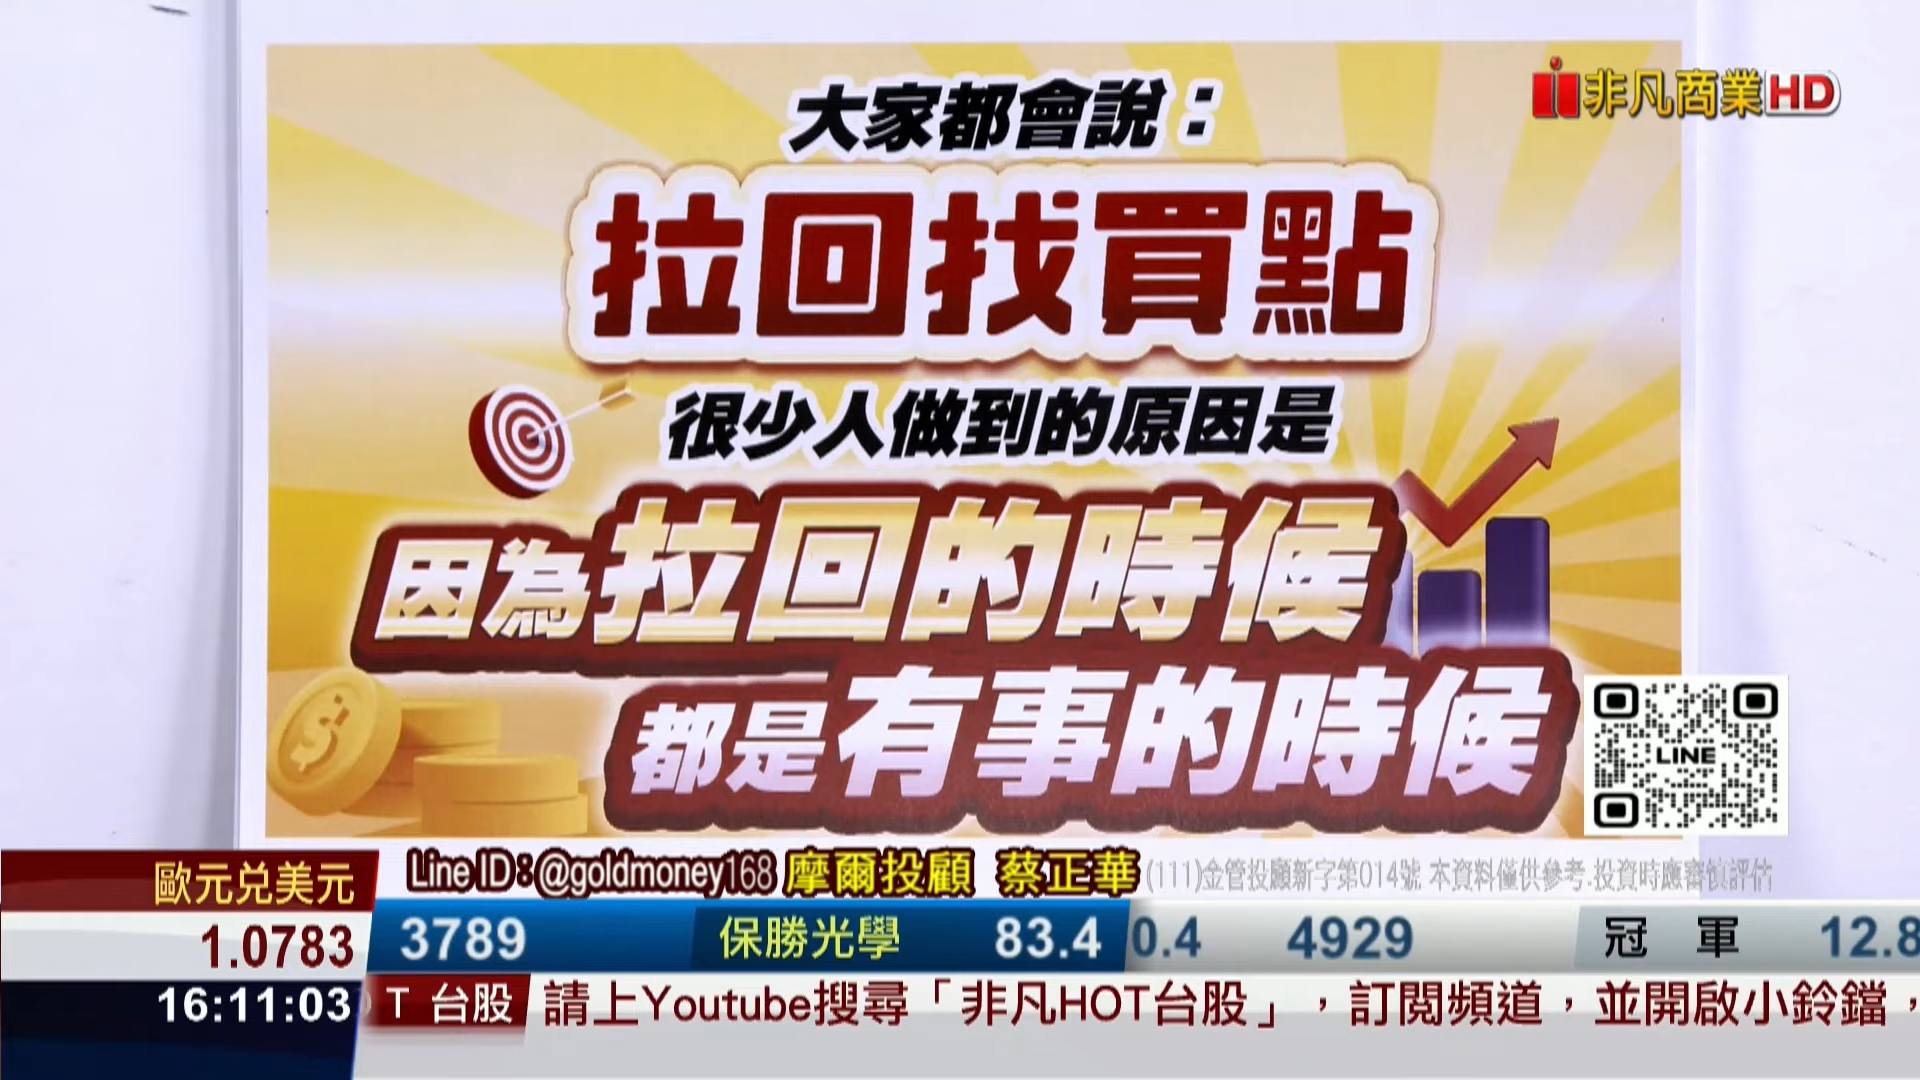 大家都會說：
非凡商業HD
拉回找買點
很少人做到的原因是
因為拉回的時候
都是有事的時候
LINE
歐元兌美元
Line ID：@goldmoney168 摩爾投顧 蔡正華 (111)金管投顧新字第014號 本資料僅供參考.投資時應審慎評估
1.0783
3789 保勝光學 83.4 0.4 4929 冠軍 12.8
16:11:03
T 台股 請上Youtube搜尋「非凡HOT台股」，訂閱頻道，並開啟小鈴鐺，